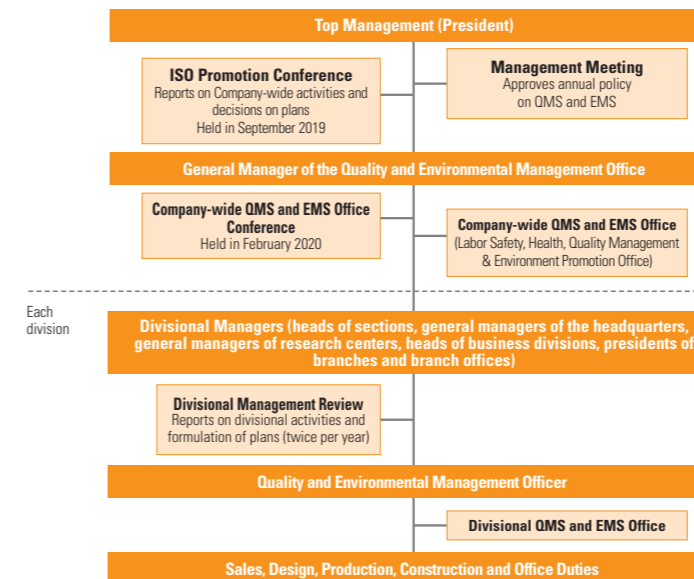 Top Management (President)
ISO Promotion Conference
Reports on Company-wide activities and
decisions on plans
Held in September 2019
Management Meeting
Approves annual policy
on QMS and EMS
General Manager of the Quality and Environmental Management Office
Company-wide QMS and EMS Office
Conference
Held in February 2020
Company-wide QMS and EMS Office
(Labor Safety, Health, Quality Management
& Environment Promotion Office)
Each
division
Divisional Managers (heads of sections, general managers of the headquarters,
general managers of research centers, heads of business divisions, presidents of
branches and branch offices)
Divisional Management Review
Reports on divisional activities and
formulation of plans (twice per year)
Quality and Environmental Management Officer
Divisional QMS and EMS Office
Sales, Design, Production, Construction and Office Duties